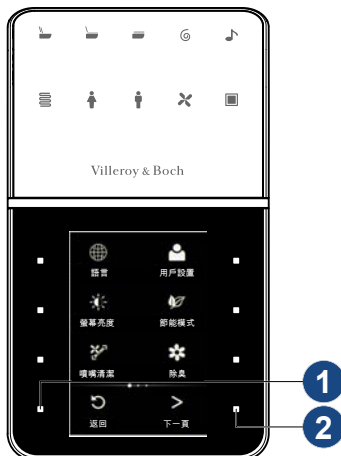 Villeroy & Boch
語言
用戶設置
螢幕亮度
節能模式
噴嘴清潔
除臭
返回
下一頁
1
2